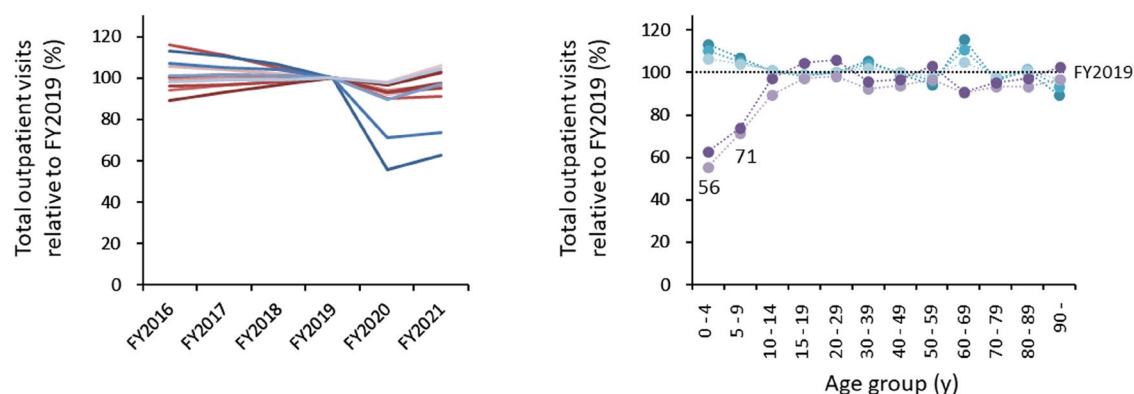 Total outpatient visits
relative to FY2019 (%)
120
100
80
60
40
20
0
FY2016
FY2017
FY2018
FY2019
FY2020
FY2021
Total outpatient visits
relative to FY2019 (%)
120
100
80
60
40
20
0
FY2019
71
56
0 - 4
5 - 9
10 - 14
15 - 19
20 - 29
30 - 39
40 - 49
50 - 59
60 - 69
70 - 79
80 - 89
90 -
Age group (y)